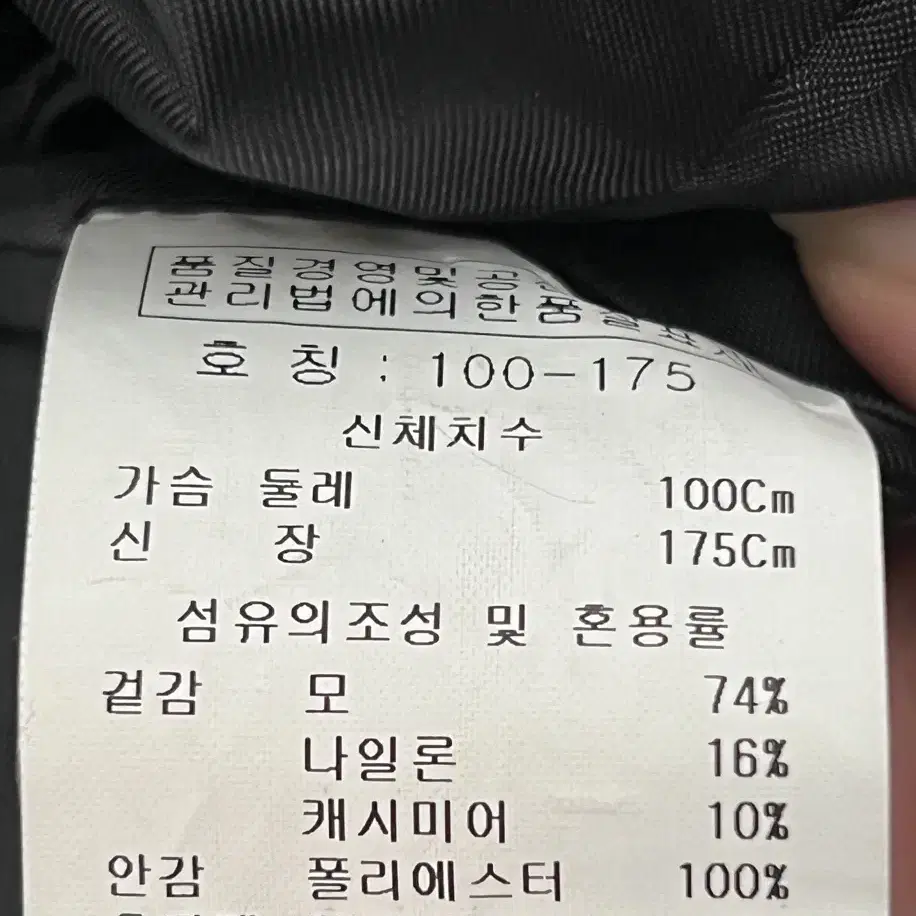 품질경영및공
관리법에의한품질표시
호 칭 : 100-175
신체치수
가슴 둘레 100Cm
신 장 175Cm
섬유의조성 및 혼용률
겉감 모 74%
나일론 16%
캐시미어 10%
안감 폴리에스터 100%